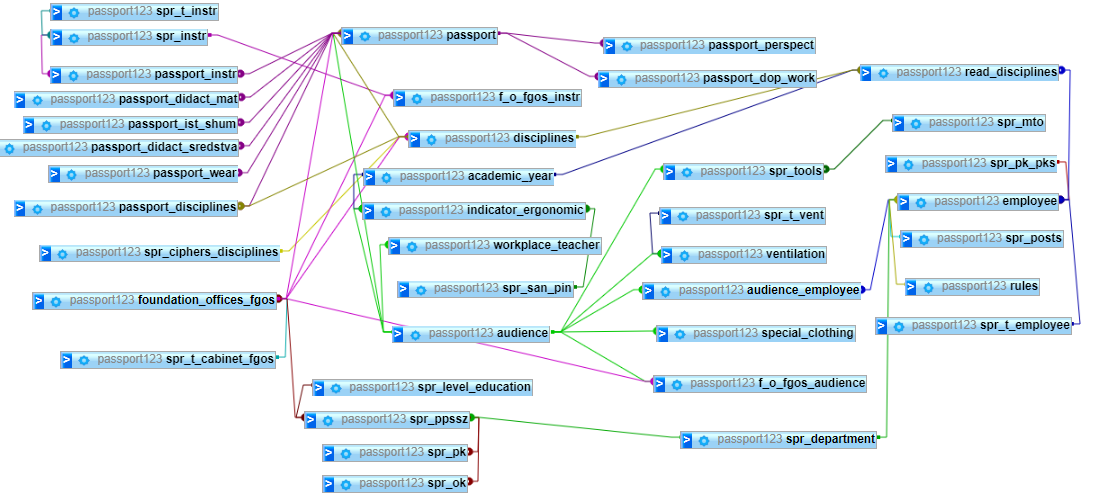 passport123 spr_t_instr
passport123 spr_instr
passport123 passport
passport123 passport_perspect
passport123 passport_instr
passport123 passport_dop_work
passport123 read_disciplines
passport123 passport_didact_mat
passport123 f_o_fgos_instr
passport123 passport_ist_shum
passport123 spr_mto
passport123 disciplines
passport123 passport_didact_sredstva
passport123 spr_pk_pks
passport123 passport_wear
passport123 academic_year
passport123 spr_tools
passport123 employee
passport123 passport_disciplines
passport123 indicator_ergonomic
passport123 spr_t_vent
passport123 spr_posts
passport123 workplace_teacher
passport123 spr_ciphers_disciplines
passport123 ventilation
passport123 spr_san_pin
passport123 audience_employee
passport123 rules
passport123 foundation_offices_fgos
passport123 spr_t_employee
passport123 audience
passport123 special_clothing
passport123 spr_t_cabinet_fgos
passport123 spr_level_education
passport123 f_o_fgos_audience
passport123 spr_ppssz
passport123 spr_department
passport123 spr_pk
passport123 spr_ok